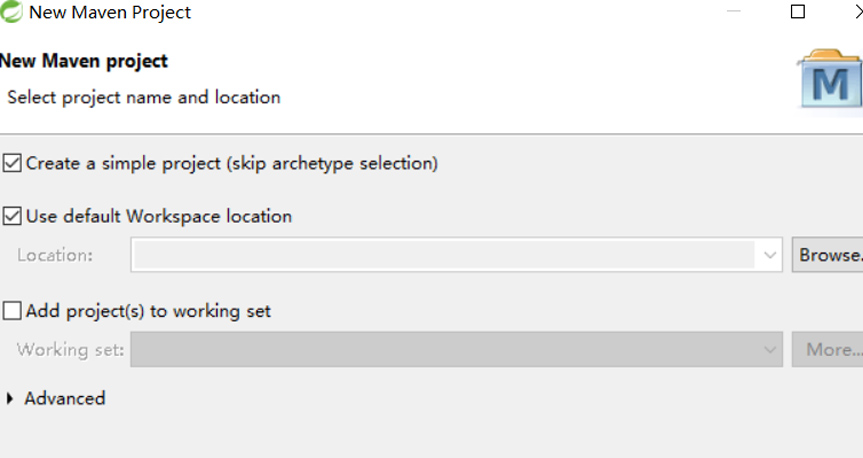 New Maven Project
New Maven project
Select project name and location
M
Create a simple project (skip archetype selection)
Use default Workspace location
Location:
Browse.
Add project(s) to working set
Working set:
More...
Advanced